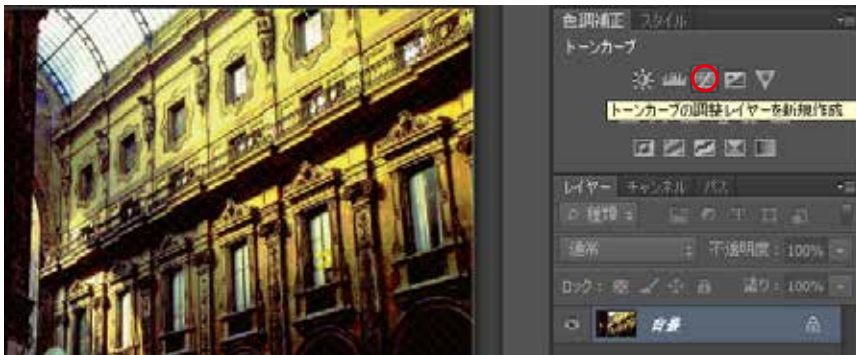 色調補正 スタイル
トーンカーブ
トーンカーブの調整レイヤーを新規作成
レイヤー チャンネル パス
種類
通常 不透明度: 100%
ロック: 塗り: 100%
背景